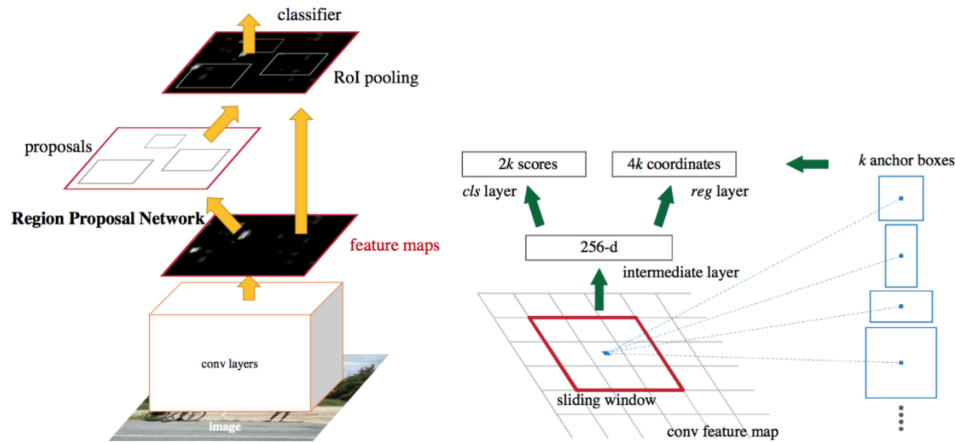 classifier
RoI pooling
proposals
Region Proposal Network
feature maps
conv layers
image
2k scores
4k coordinates
k anchor boxes
cls layer
reg layer
256-d
intermediate layer
sliding window
conv feature map